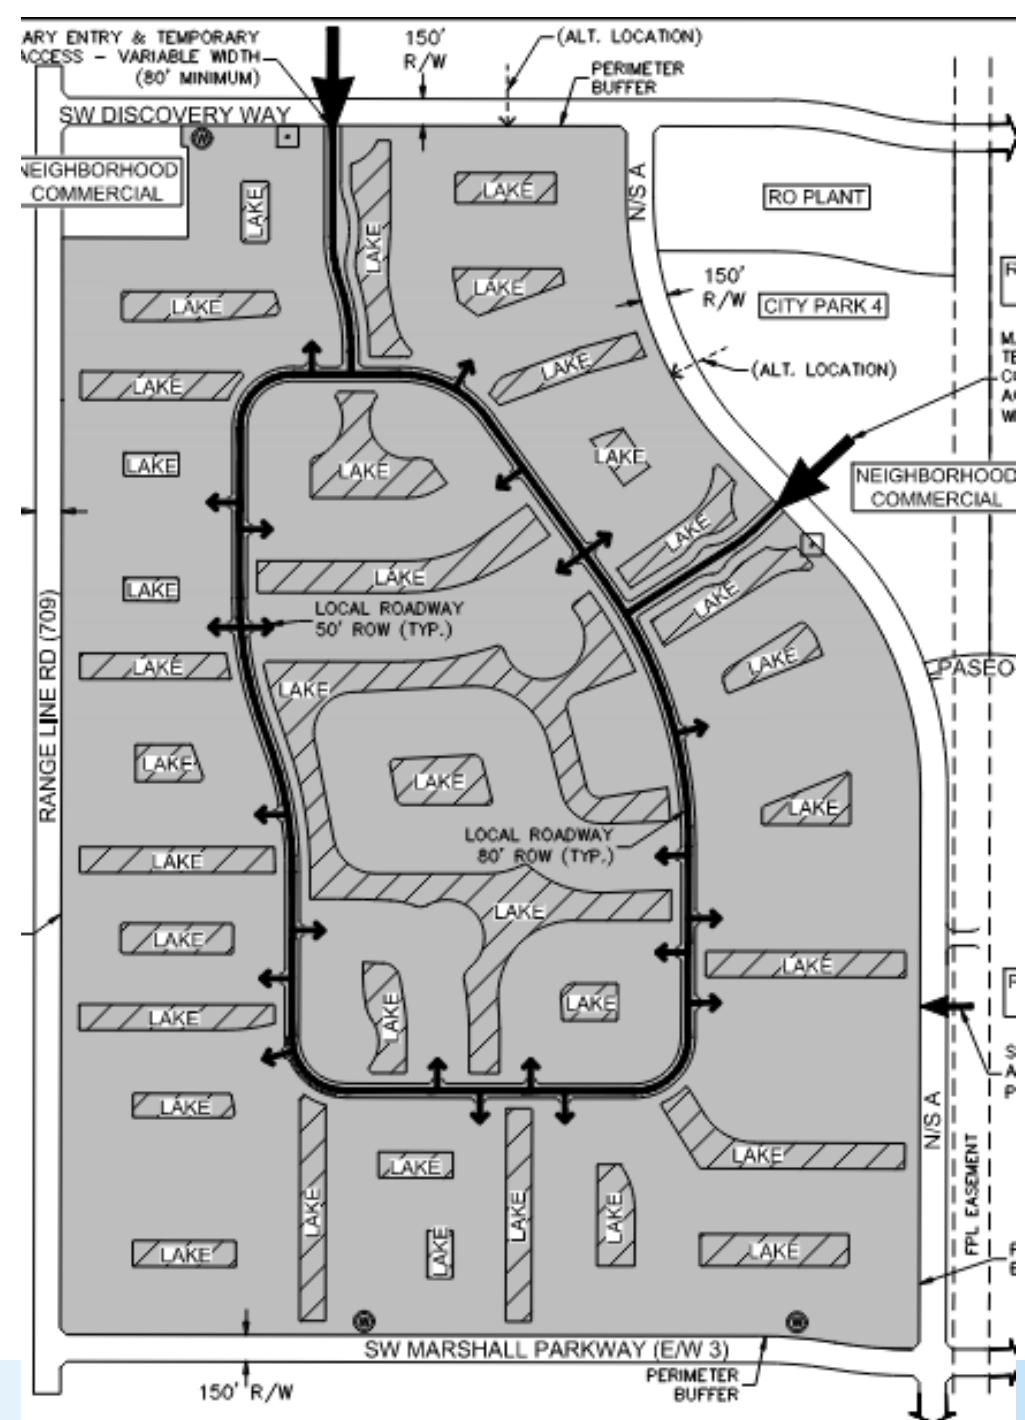 ARY ENTRY & TEMPORARY
ACCESS - VARIABLE WIDTH
(80' MINIMUM)
150'
R/W
(ALT. LOCATION)
PERIMETER
BUFFER
SW DISCOVERY WAY
W
NEIGHBORHOOD
COMMERCIAL
LAKE
LAKE
LAKE
N/S A
RO PLANT
LAKE
LAKE
150'
R/W
CITY PARK 4
LAKE
LAKE
(ALT. LOCATION)
LAKE
LAKE
LAKE
LAKE
NEIGHBORHOOD
COMMERCIAL
LAKE
LAKE
LAKE
LAKE
LOCAL ROADWAY
50' ROW (TYP.)
RANGE LINE RD (709)
LAKE
LAKE
LAKE
PASEO
LAKE
LAKE
LAKE
LOCAL ROADWAY
80' ROW (TYP.)
LAKE
LAKE
LAKE
LAKE
LAKE
LAKE
LAKE
LAKE
N/S A
FPL EASEMENT
LAKE
LAKE
LAKE
LAKE
LAKE
LAKE
LAKE
LAKE
W
W
SW MARSHALL PARKWAY (E/W 3)
150' R/W
PERIMETER
BUFFER